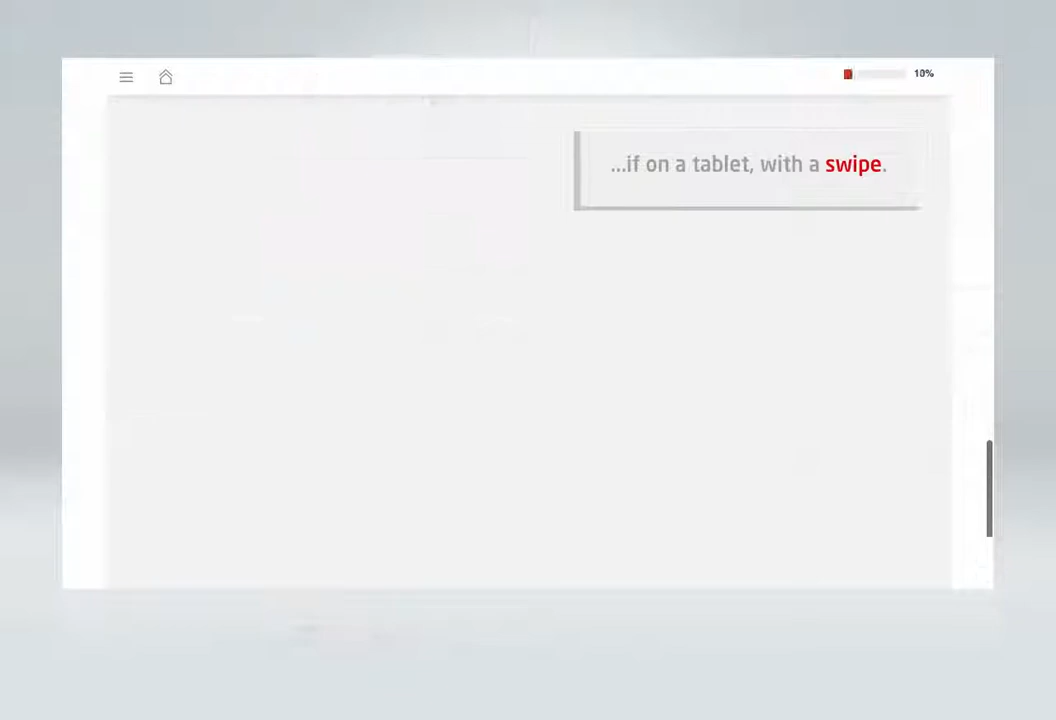 10%
...if on a tablet, with a swipe.